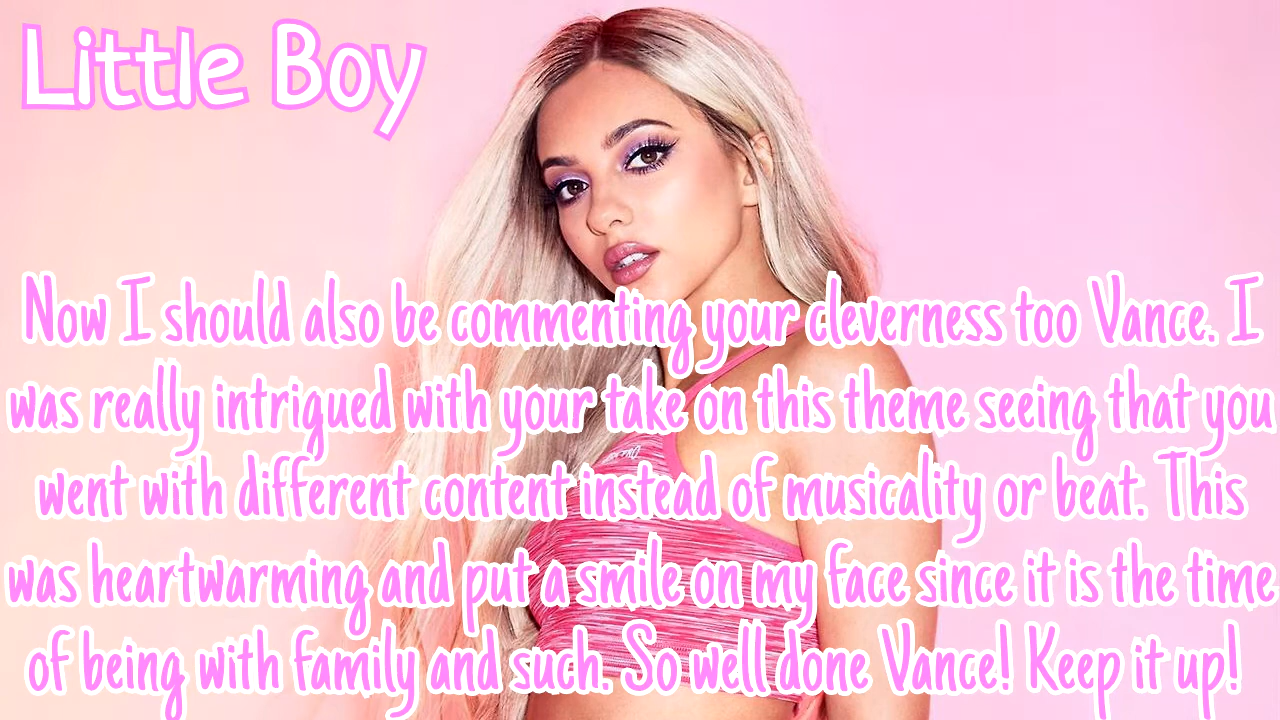 Little Boy
Now I should also be commenting your cleverness too Vance. I
was really intrigued with your take on this theme seeing that you
went with different content instead of musicality or beat. This
was heartwarming and put a smile on my face since it is the time
of being with family and such. So well done Vance! Keep it up!